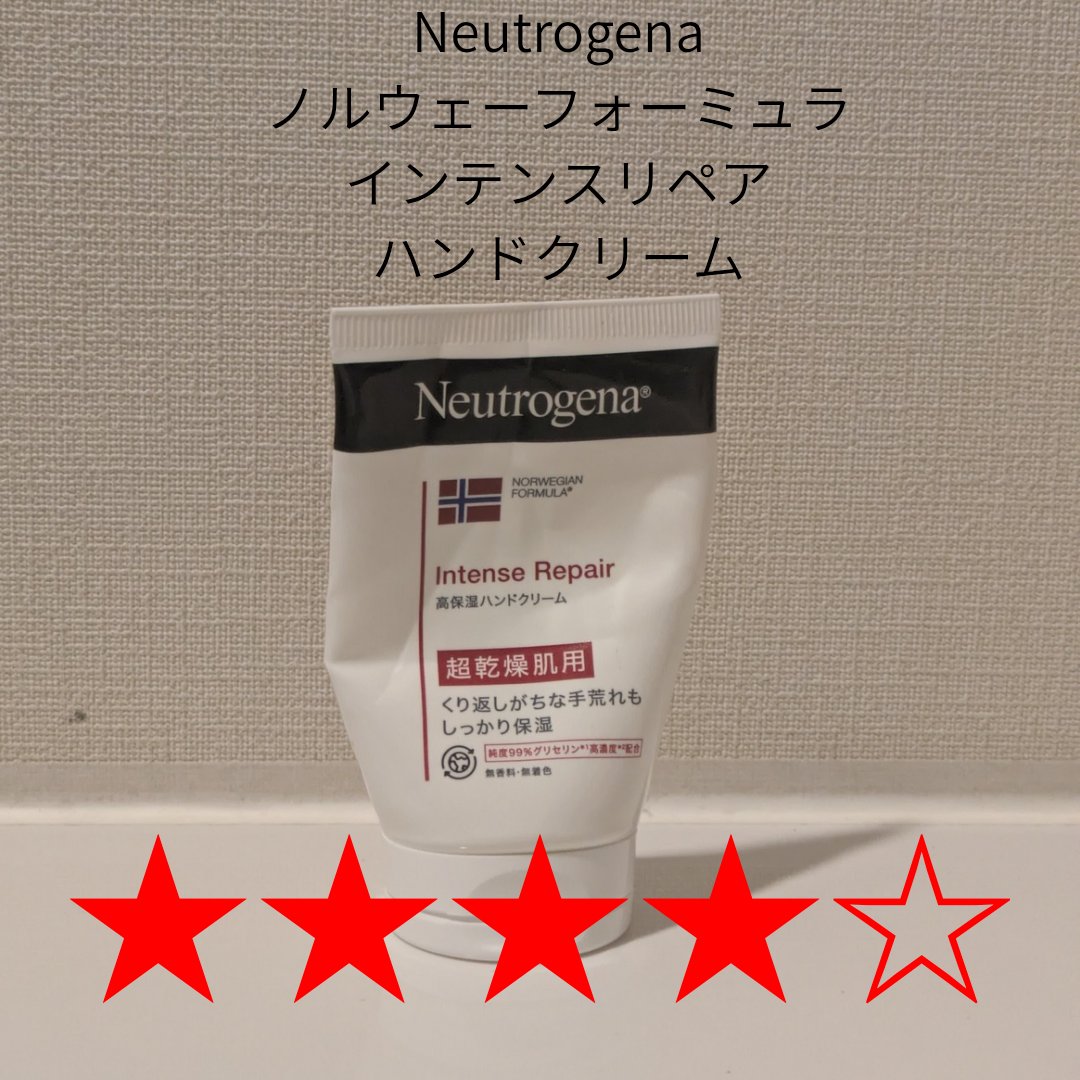 Neutrogena
ノルウェーフォーミュラ
インテンスリペア
ハンドクリーム
Neutrogena®
NORWEGIAN
FORMULA®
Intense Repair
高保湿ハンドクリーム
超乾燥肌用
くり返しがちな手荒れも
しっかり保湿
純度99%グリセリン*¹高濃度*²配合
無香料・無着色